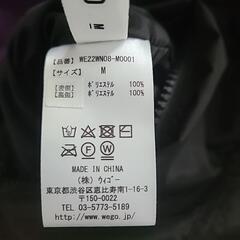 【品番】 WE22WN08-M0001
【サイズ】 M
【表側】 ポリエステル 100%
【裏側】 ポリエステル 100%
MADE IN CHINA
(株) ウィゴー
東京都渋谷区恵比寿南1-16-3
〒150-0022
TEL 03-5773-5189
http://www.wego.jp/